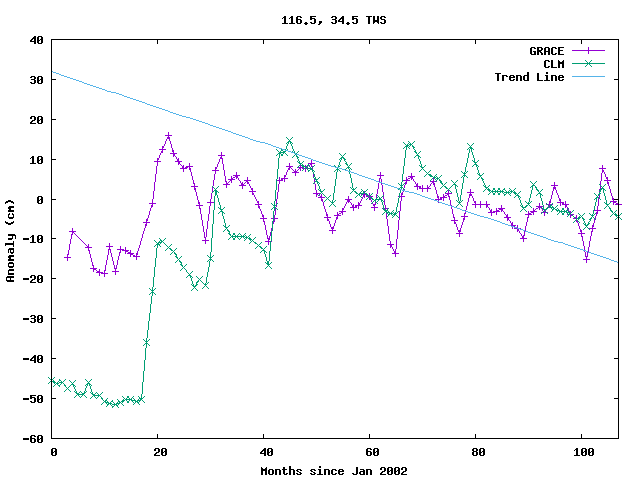 116.5, 34.5 TWS
GRACE
CLM
Trend Line
40
30
20
10
0
-10
-20
-30
-40
-50
-60
Anomaly (cm)
0 20 40 60 80 100
Months since Jan 2002